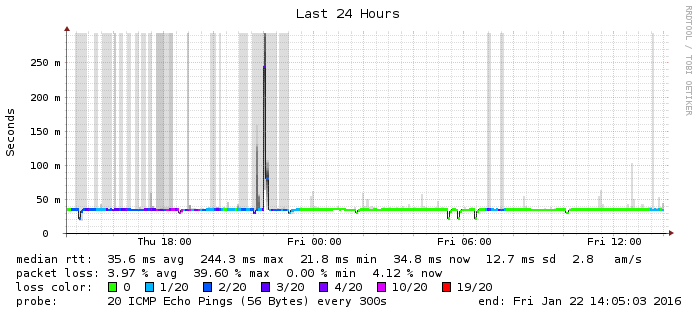 Last 24 Hours
RRDTOOL / TOBI OETIKER
Seconds
250 m
200 m
150 m
100 m
50 m
0
Thu 18:00 Fri 00:00 Fri 06:00 Fri 12:00
median rtt: 35.6 ms avg 244.3 ms max 21.8 ms min 34.8 ms now 12.7 ms sd 2.8 am/s
packet loss: 3.97 % avg 39.60 % max 0.00 % min 4.12 % now
loss color: 0 1/20 2/20 3/20 4/20 10/20 19/20
probe: 20 ICMP Echo Pings (56 Bytes) every 300s end: Fri Jan 22 14:05:03 2016